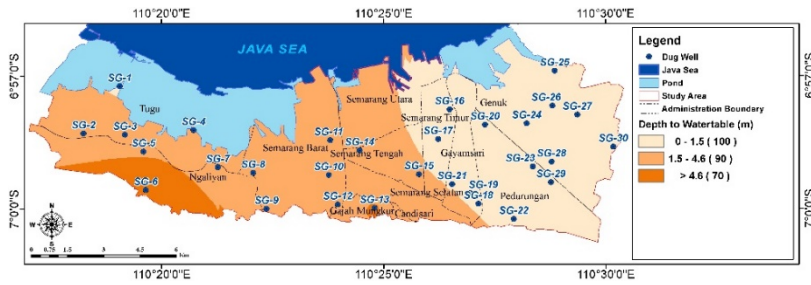 110°20'0"E 110°25'0"E 110°30'0"E
JAVA SEA
6°57'0"S
7°0'0"S
SG-1
SG-2
SG-3
SG-4
SG-5
SG-6
SG-7
SG-8
SG-9
SG-10
SG-11
SG-12
SG-13
SG-14
SG-15
SG-16
SG-17
SG-18
SG-19
SG-20
SG-21
SG-22
SG-23
SG-24
SG-25
SG-26
SG-27
SG-28
SG-29
SG-30
Tugu
Ngaliyan
Semarang Barat
Semarang Utara
Semarang Tengah
Semarang Timur
Genuk
Gayamsari
Semarang Selatan
Pedurungan
Gajah Mungkur
Candisari
N
W E
S
0 0.75 1.5 3 4.5 6
Km
110°20'0"E 110°25'0"E 110°30'0"E
6°57'0"S
7°0'0"S
Legend
Dug Well
Java Sea
Pond
Study Area
Administration Boundary
Depth to Watertable (m)
0 - 1.5 ( 100 )
1.5 - 4.6 ( 90 )
> 4.6 ( 70 )